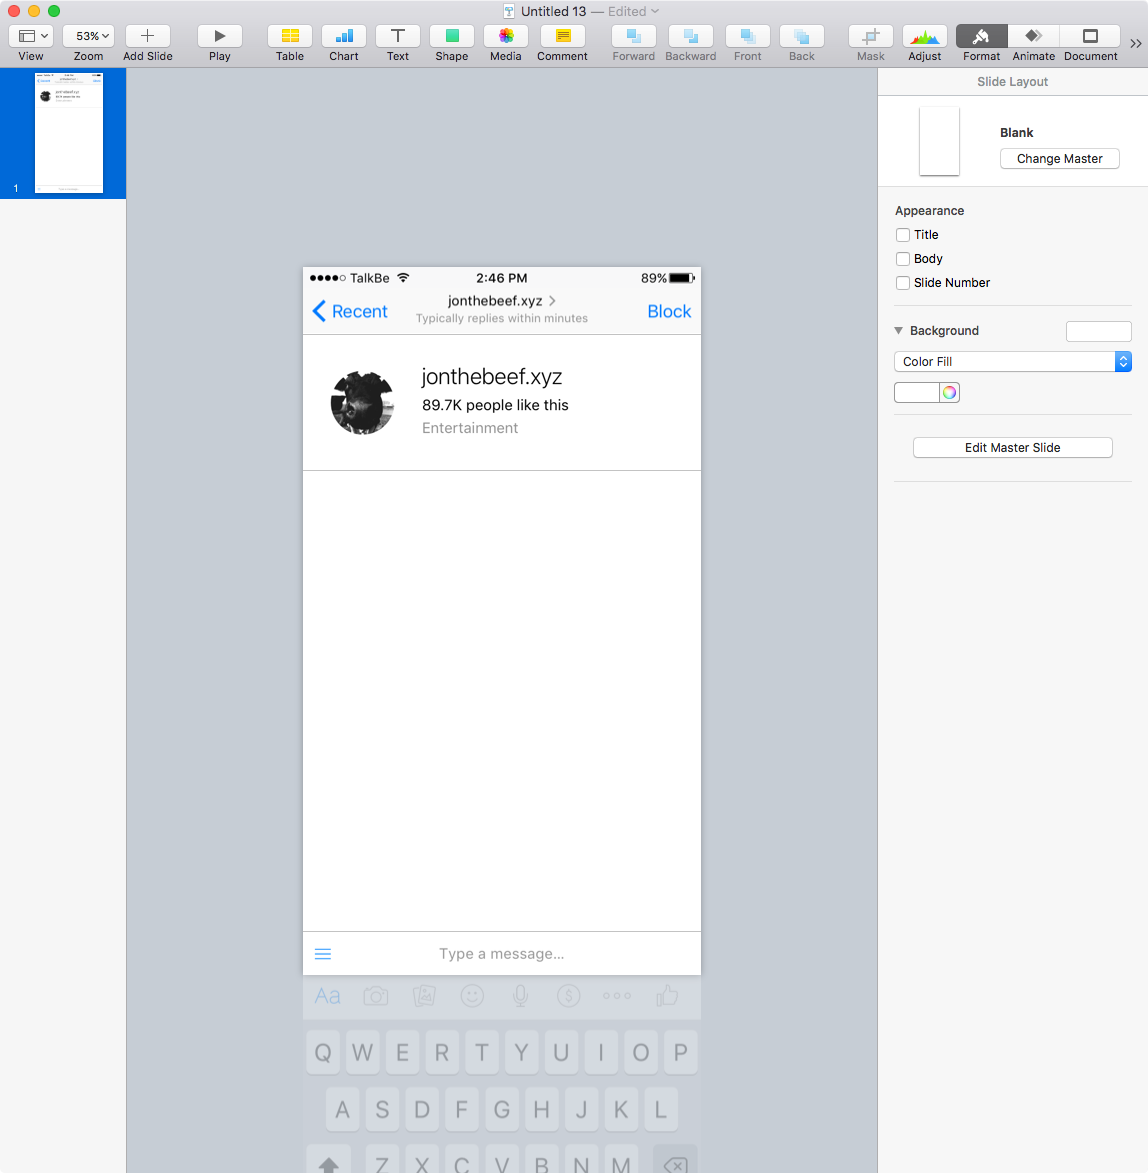 Untitled 13 — Edited
53%
View
Zoom
Add Slide
Play
Table
Chart
Text
Shape
Media
Comment
Forward
Backward
Front
Back
Mask
Adjust
Format
Animate
Document
1
Slide Layout
Blank
Change Master
Appearance
Title
Body
Slide Number
Background
Color Fill
Edit Master Slide
TalkBe
2:46 PM
89%
Recent
jonthebeef.xyz
Typically replies within minutes
Block
jonthebeef.xyz
89.7K people like this
Entertainment
Type a message...
Aa
$
Q W E R T Y U I O P
A S D F G H J K L
Z X C V B N M